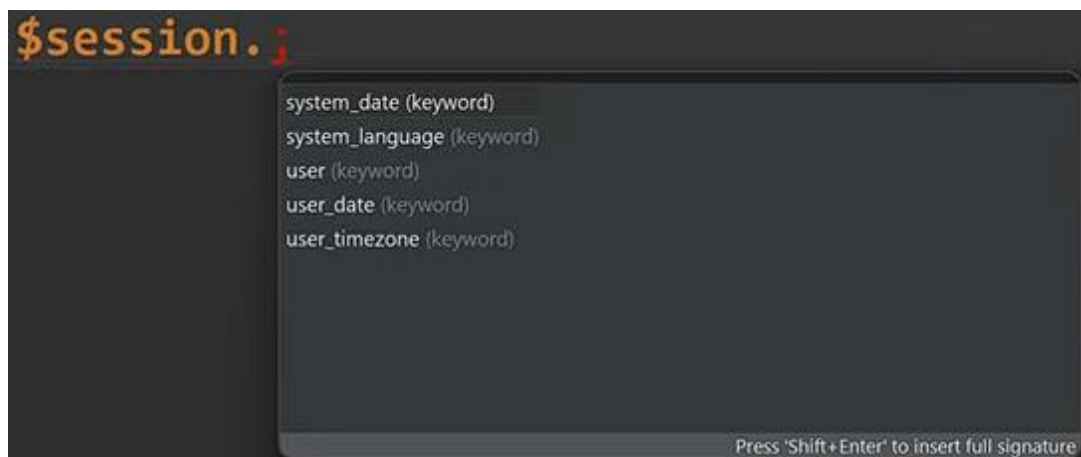 $session.;
system_date (keyword)
system_language (keyword)
user (keyword)
user_date (keyword)
user_timezone (keyword)
Press 'Shift+Enter' to insert full signature